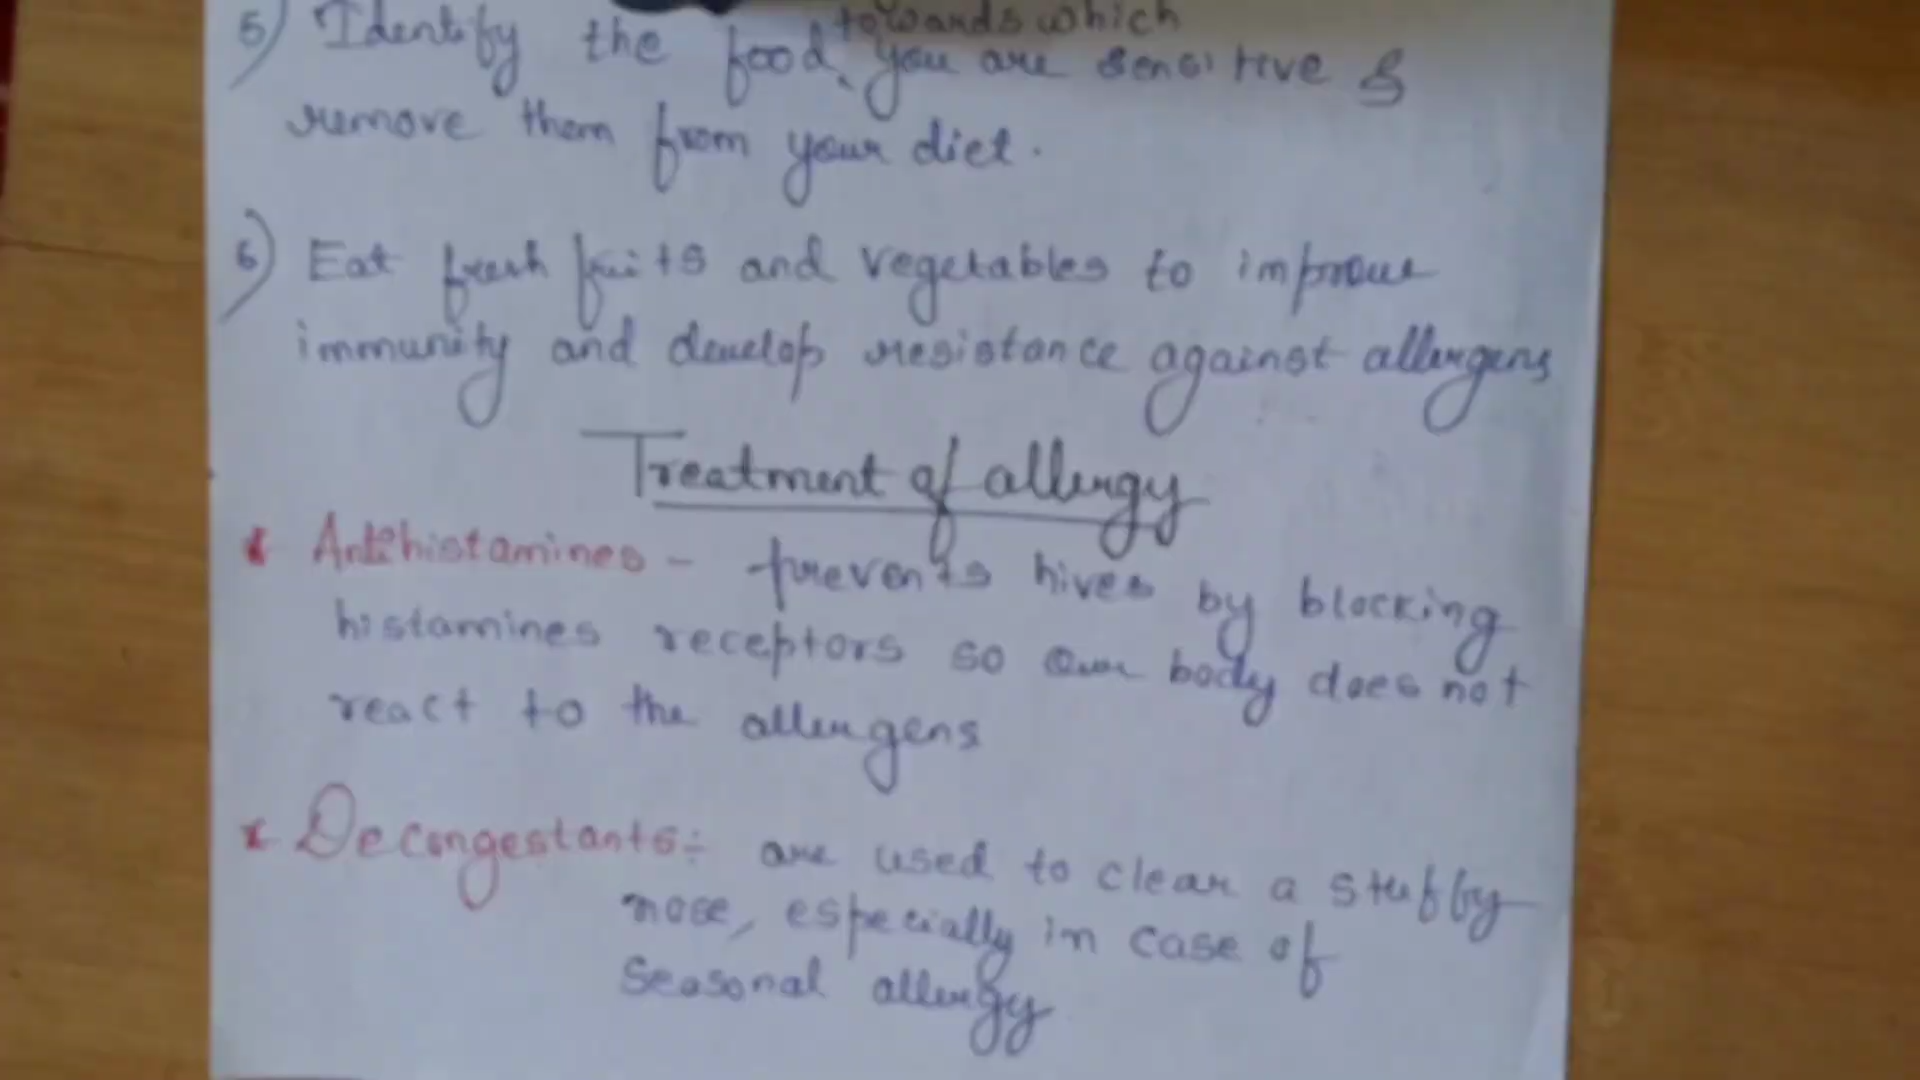 5) Identify the food towards which you are sensitive &
remove them from your diet.
6) Eat fresh fruits and vegetables to improve
immunity and develop resistance against allergens
Treatment of allergy
* Antihistamines - prevents hives by blocking
histamines receptors so our body does not
react to the allergens
* Decongestants :- are used to clear a stuffy
nose, especially in case of
seasonal allergy